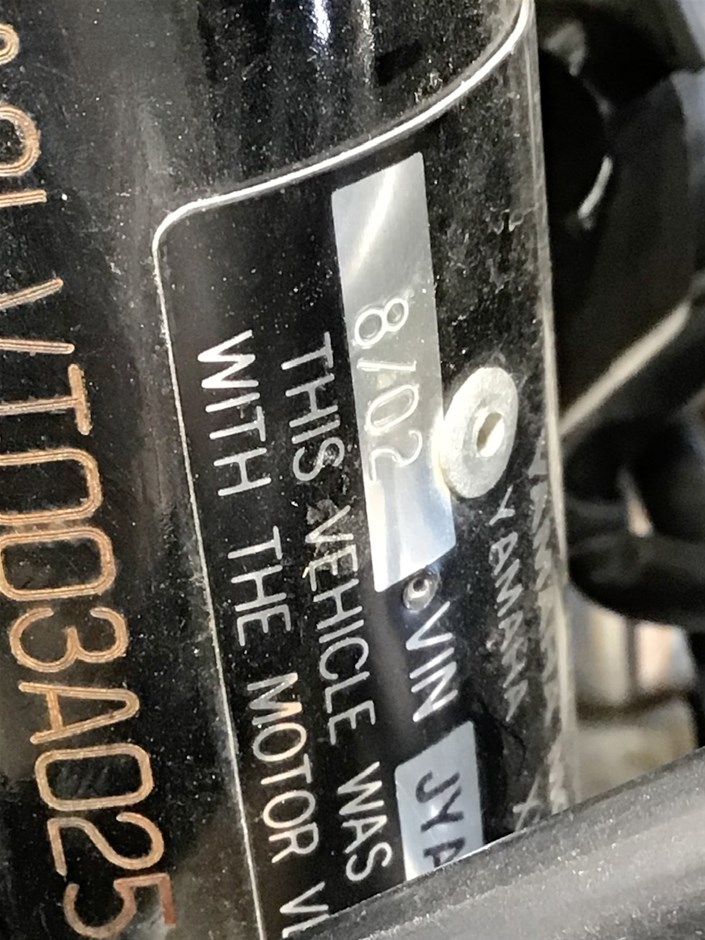 YAMAHA
8/02 VIN JYA
THIS VEHICLE WAS
WITH THE MOTOR
VT003A025